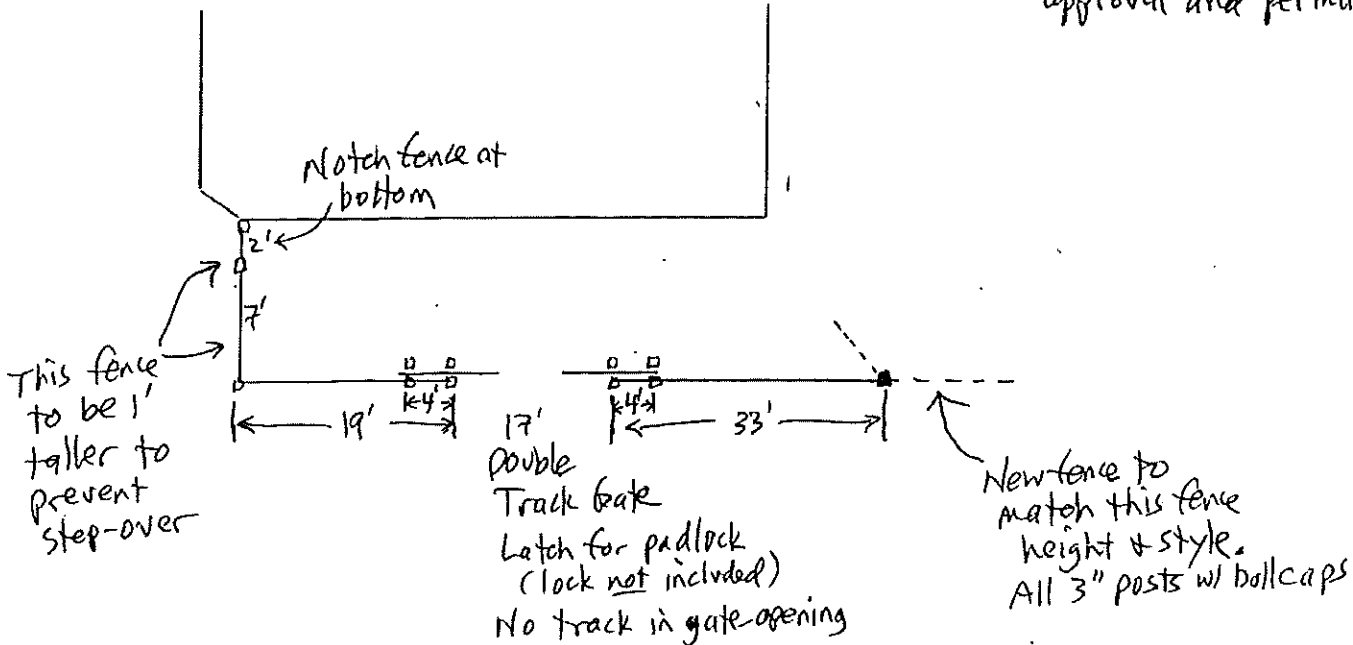 approval and
Notch fence at
bottom
2'
7'
This fence
to be 1'
taller to
prevent
step-over
4'
19'
17'
Double
Track Gate
Latch for padlock
(lock not included)
No track in gate opening
4'
33'
New fence to
match this fence
height & style.
All 3" posts w/ ballcaps